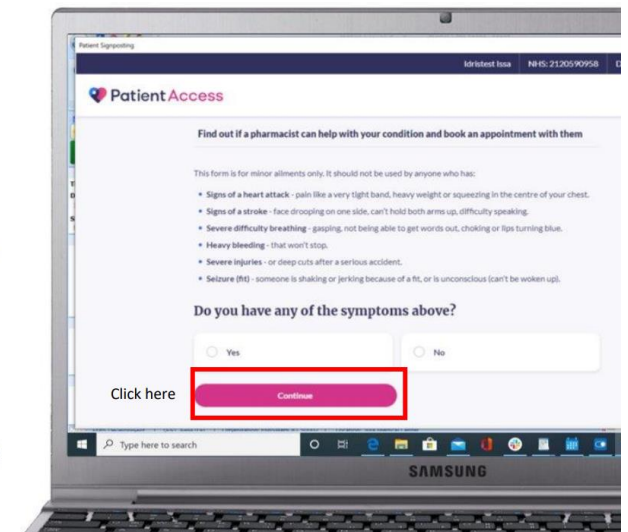 Patient Signposting
Idristest Issa NHS: 2120590958 D
Patient Access
Find out if a pharmacist can help with your condition and book an appointment with them
This form is for minor ailments only. It should not be used by anyone who has:
• Signs of a heart attack - pain like a very tight band, heavy weight or squeezing in the centre of your chest.
• Signs of a stroke - face drooping on one side, can't hold both arms up, difficulty speaking.
• Severe difficulty breathing - gasping, not being able to get words out, choking or lips turning blue.
• Heavy bleeding - that won't stop.
• Severe injuries - or deep cuts after a serious accident.
• Seizure (fit) - someone is shaking or jerking because of a fit, or is unconscious (can't be woken up).
Do you have any of the symptoms above?
Yes No
Click here Continue
Type here to search
SAMSUNG